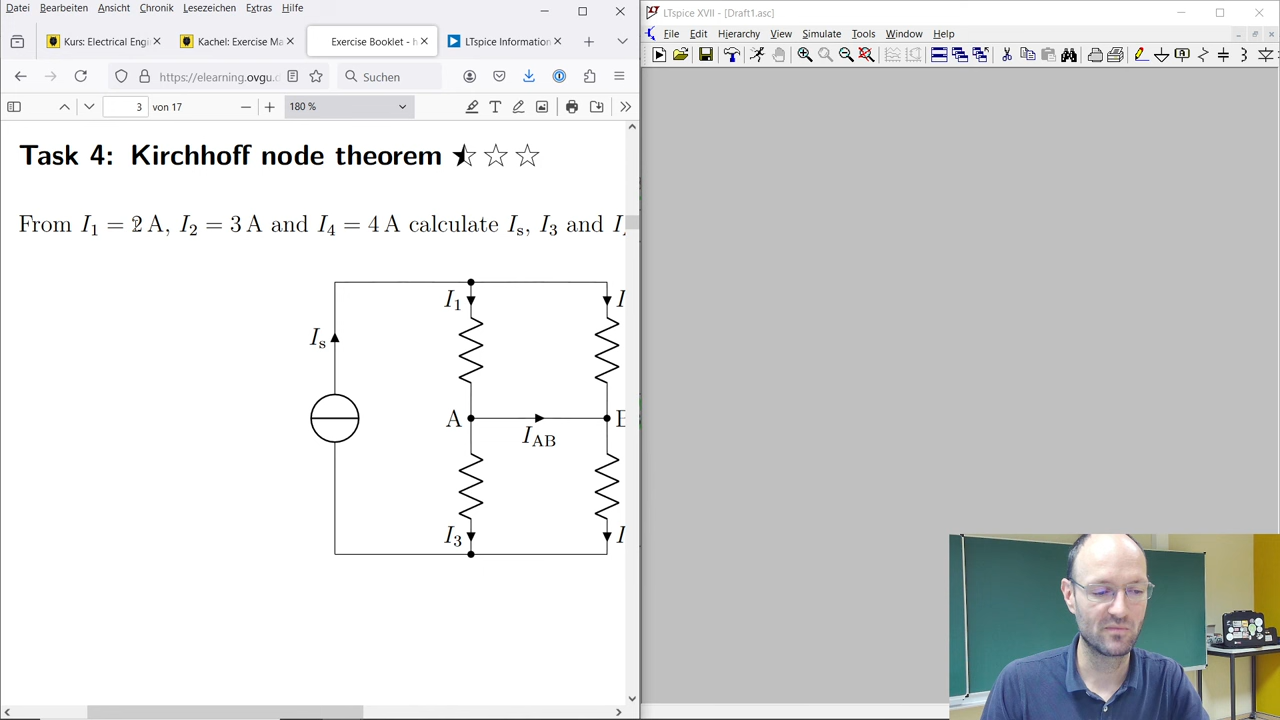 Datei Bearbeiten Ansicht Chronik Lesezeichen Extras Hilfe
Kurs: Electrical Engi
Kapitel: Exercise Ma
Exercise Booklet - h
LTspice Information
https://elearning.ovgu.d
Suchen
3 von 17
180 %
Task 4: Kirchhoff node theorem
From I1 = 2 A, I2 = 3 A and I4 = 4 A calculate Is, I3 and I
I1
I
Is
A
IAB
I3
I
LTspice XVII - [Draft1.asc]
File Edit Hierarchy View Simulate Tools Window Help